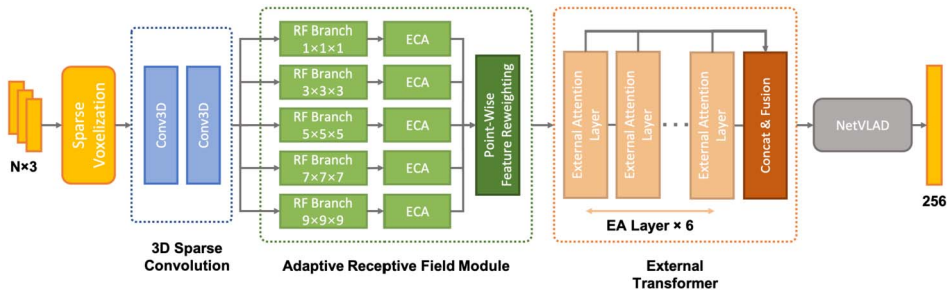 N×3
Sparse
Voxelization
Conv3D
Conv3D
3D Sparse
Convolution
RF Branch
1×1×1
ECA
RF Branch
3×3×3
ECA
RF Branch
5×5×5
ECA
RF Branch
7×7×7
ECA
RF Branch
9×9×9
ECA
Point-Wise
Feature Reweighting
Adaptive Receptive Field Module
External Attention
Layer
External Attention
Layer
...
External Attention
Layer
Concat & Fusion
EA Layer × 6
External
Transformer
NetVLAD
256